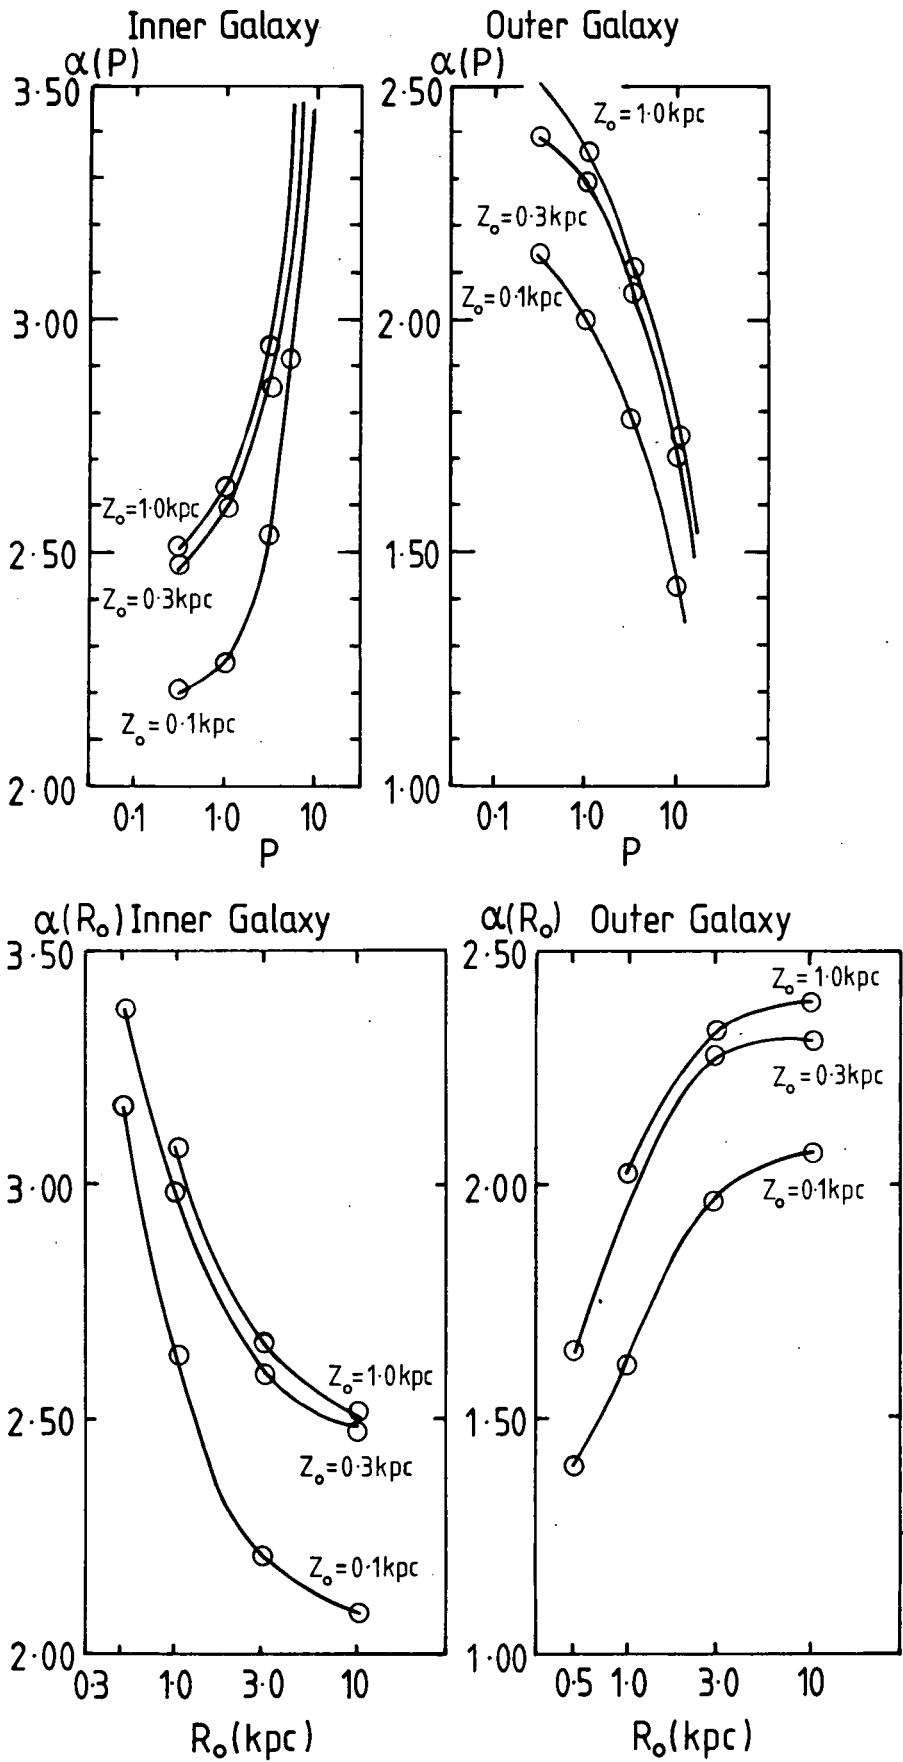 Inner Galaxy
Outer Galaxy
α(P)
α(P)
3·50
3·00
2·50
2·00
Z₀=1·0kpc
Z₀=0·3kpc
Z₀=0·1kpc
0·1 1·0 10
P
2·50
2·00
1·50
1·00
Z₀=1·0kpc
Z₀=0·3kpc
Z₀=0·1kpc
0·1 1·0 10
P
α(R₀) Inner Galaxy
α(R₀) Outer Galaxy
3·50
3·00
2·50
2·00
Z₀=1·0kpc
Z₀=0·3kpc
Z₀=0·1kpc
0·3 1·0 3·0 10
R₀(kpc)
2·50
2·00
1·50
1·00
Z₀=1·0kpc
Z₀=0·3kpc
Z₀=0·1kpc
0·5 1·0 3·0 10
R₀(kpc)